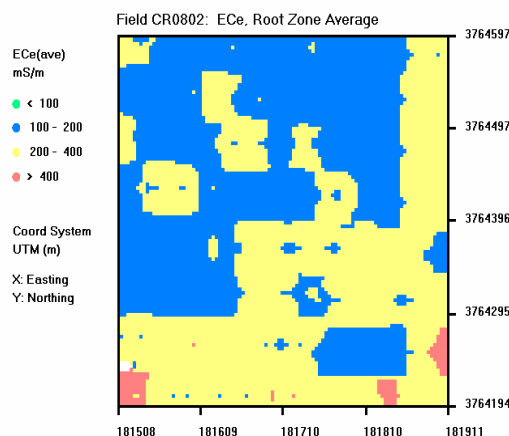 Field CR0802: ECe, Root Zone Average
ECe(ave)
mS/m
< 100
100 - 200
200 - 400
> 400
Coord System
UTM (m)
X: Easting
Y: Northing
3764597
3764497
3764396
3764295
3764194
181508 181609 181710 181810 181911